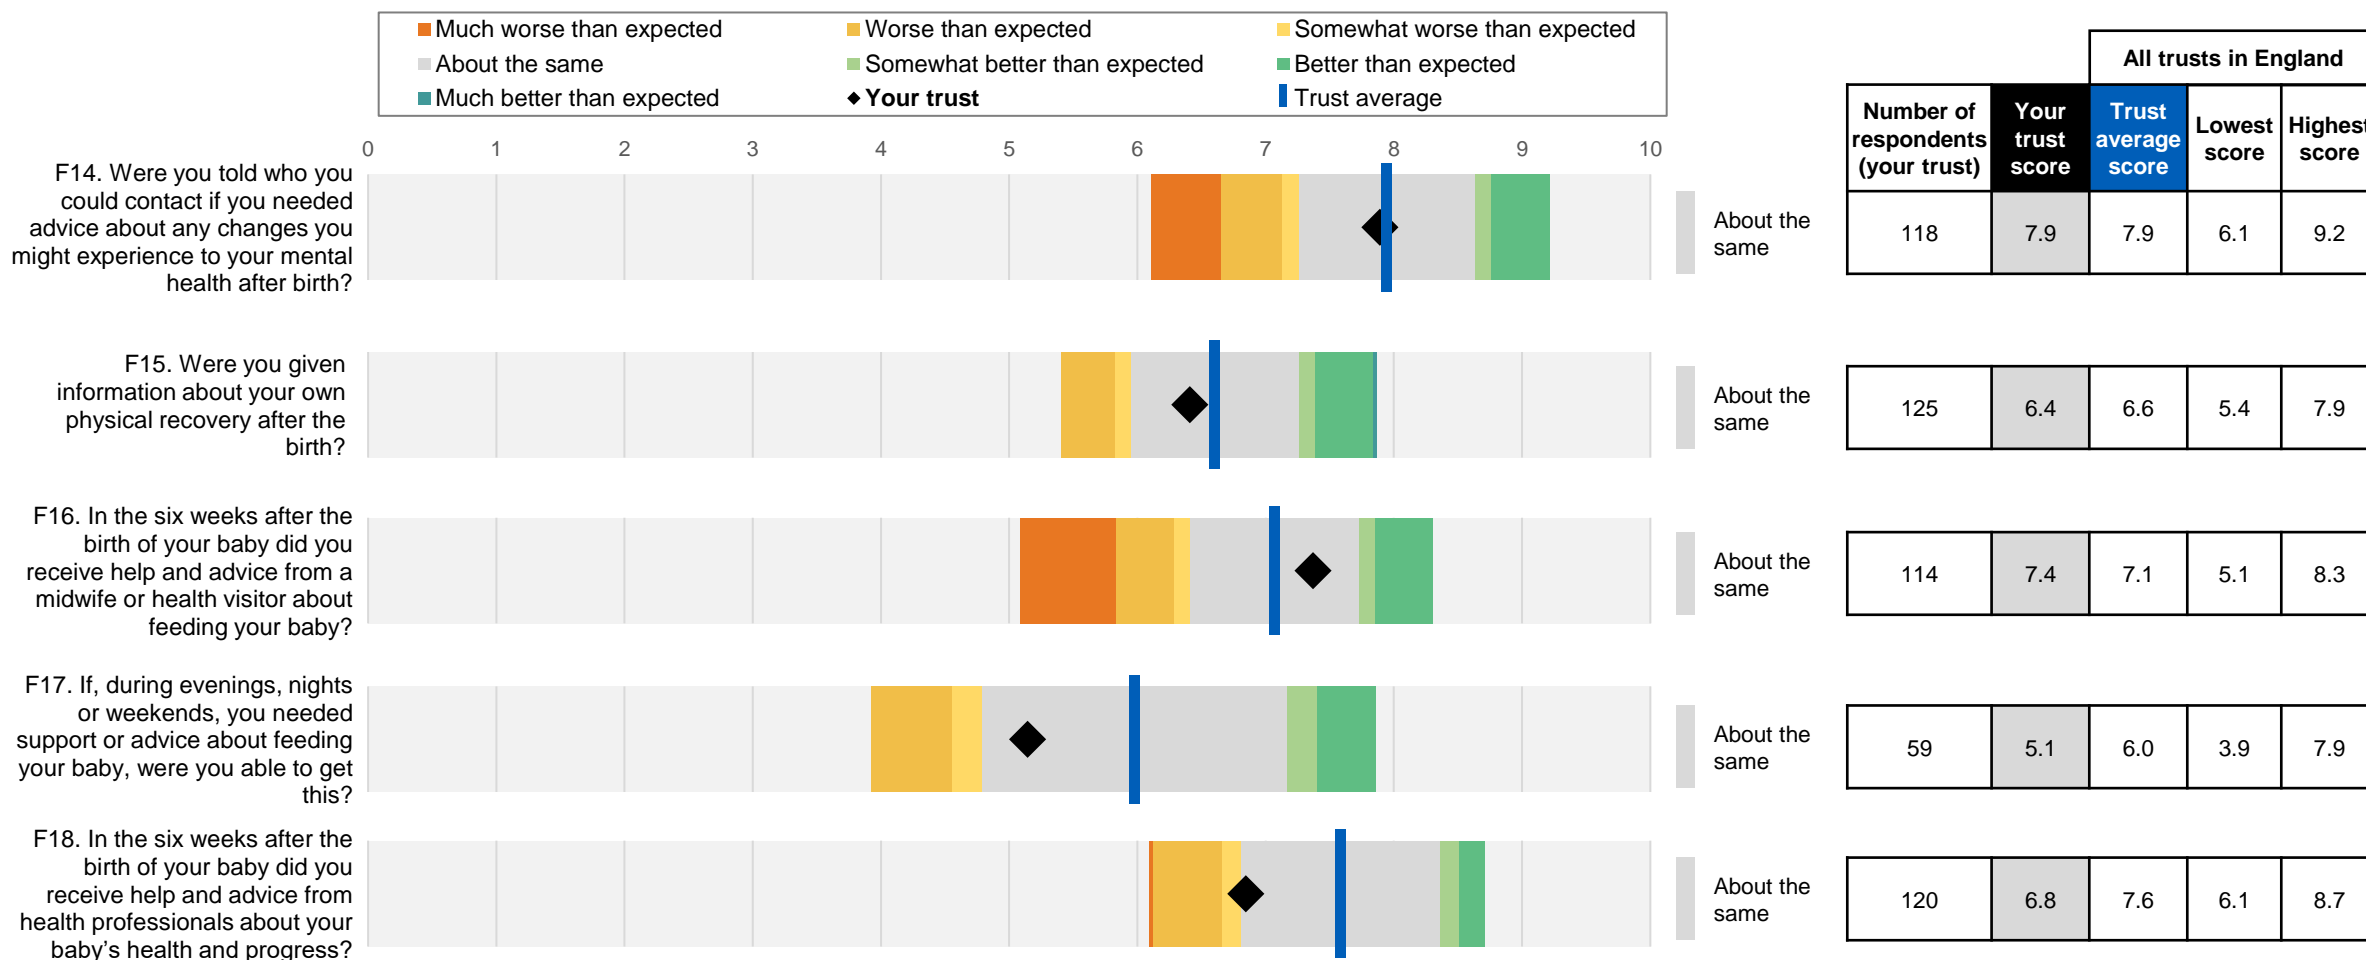 Much worse than expected
Worse than expected
Somewhat worse than expected
About the same
Somewhat better than expected
Better than expected
Much better than expected
Your trust
Trust average
All trusts in England
Number of
respondents
(your trust)
Your
trust
score
Trust
average
score
Lowest
score
Highest
score
0 1 2 3 4 5 6 7 8 9 10
F14. Were you told who you
could contact if you needed
advice about any changes you
might experience to your mental
health after birth?
About the
same
118 7.9 7.9 6.1 9.2
F15. Were you given
information about your own
physical recovery after the
birth?
About the
same
125 6.4 6.6 5.4 7.9
F16. In the six weeks after the
birth of your baby did you
receive help and advice from a
midwife or health visitor about
feeding your baby?
About the
same
114 7.4 7.1 5.1 8.3
F17. If, during evenings, nights
or weekends, you needed
support or advice about feeding
your baby, were you able to get
this?
About the
same
59 5.1 6.0 3.9 7.9
F18. In the six weeks after the
birth of your baby did you
receive help and advice from
health professionals about your
baby’s health and progress?
About the
same
120 6.8 7.6 6.1 8.7